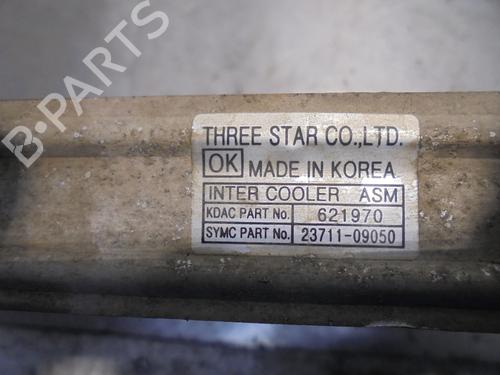 THREE STAR CO.,LTD.
OK MADE IN KOREA
INTER COOLER ASM
KDAC PART No. 621970
SYMC PART No. 23711-09050
B-PARTS